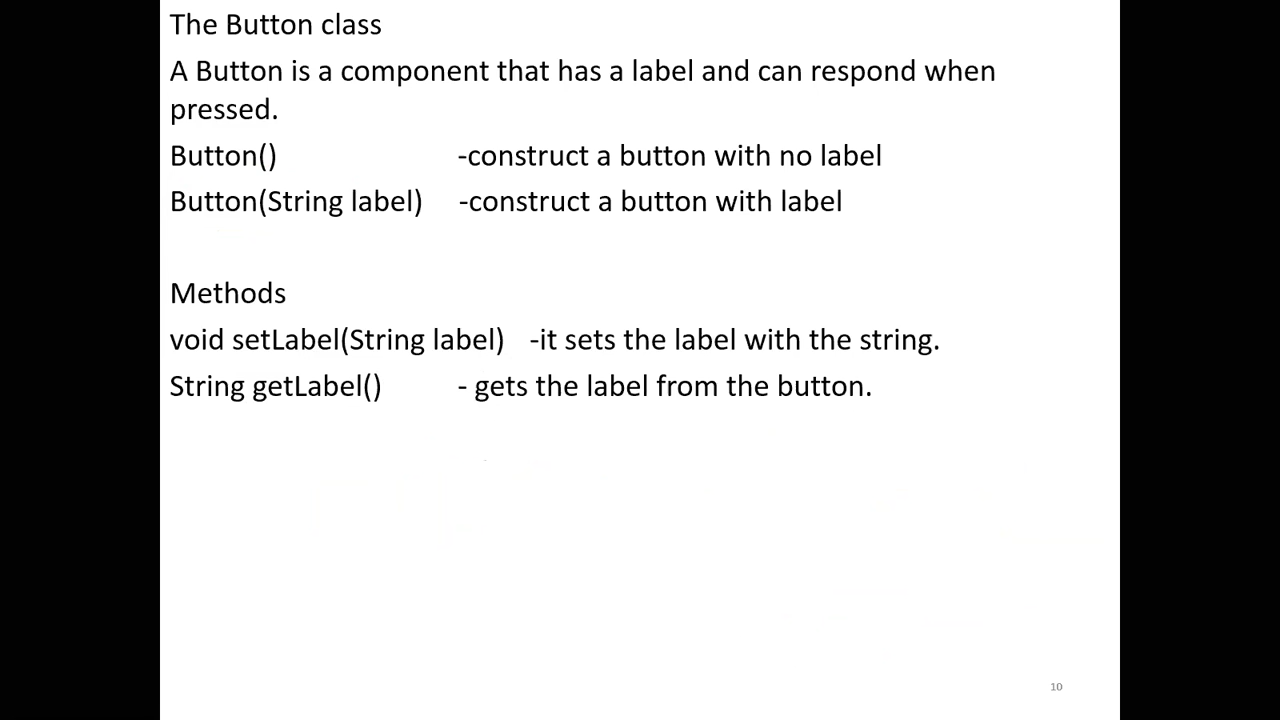 The Button class
A Button is a component that has a label and can respond when
pressed.
Button() -construct a button with no label
Button(String label) -construct a button with label
Methods
void setLabel(String label) -it sets the label with the string.
String getLabel() - gets the label from the button.
10